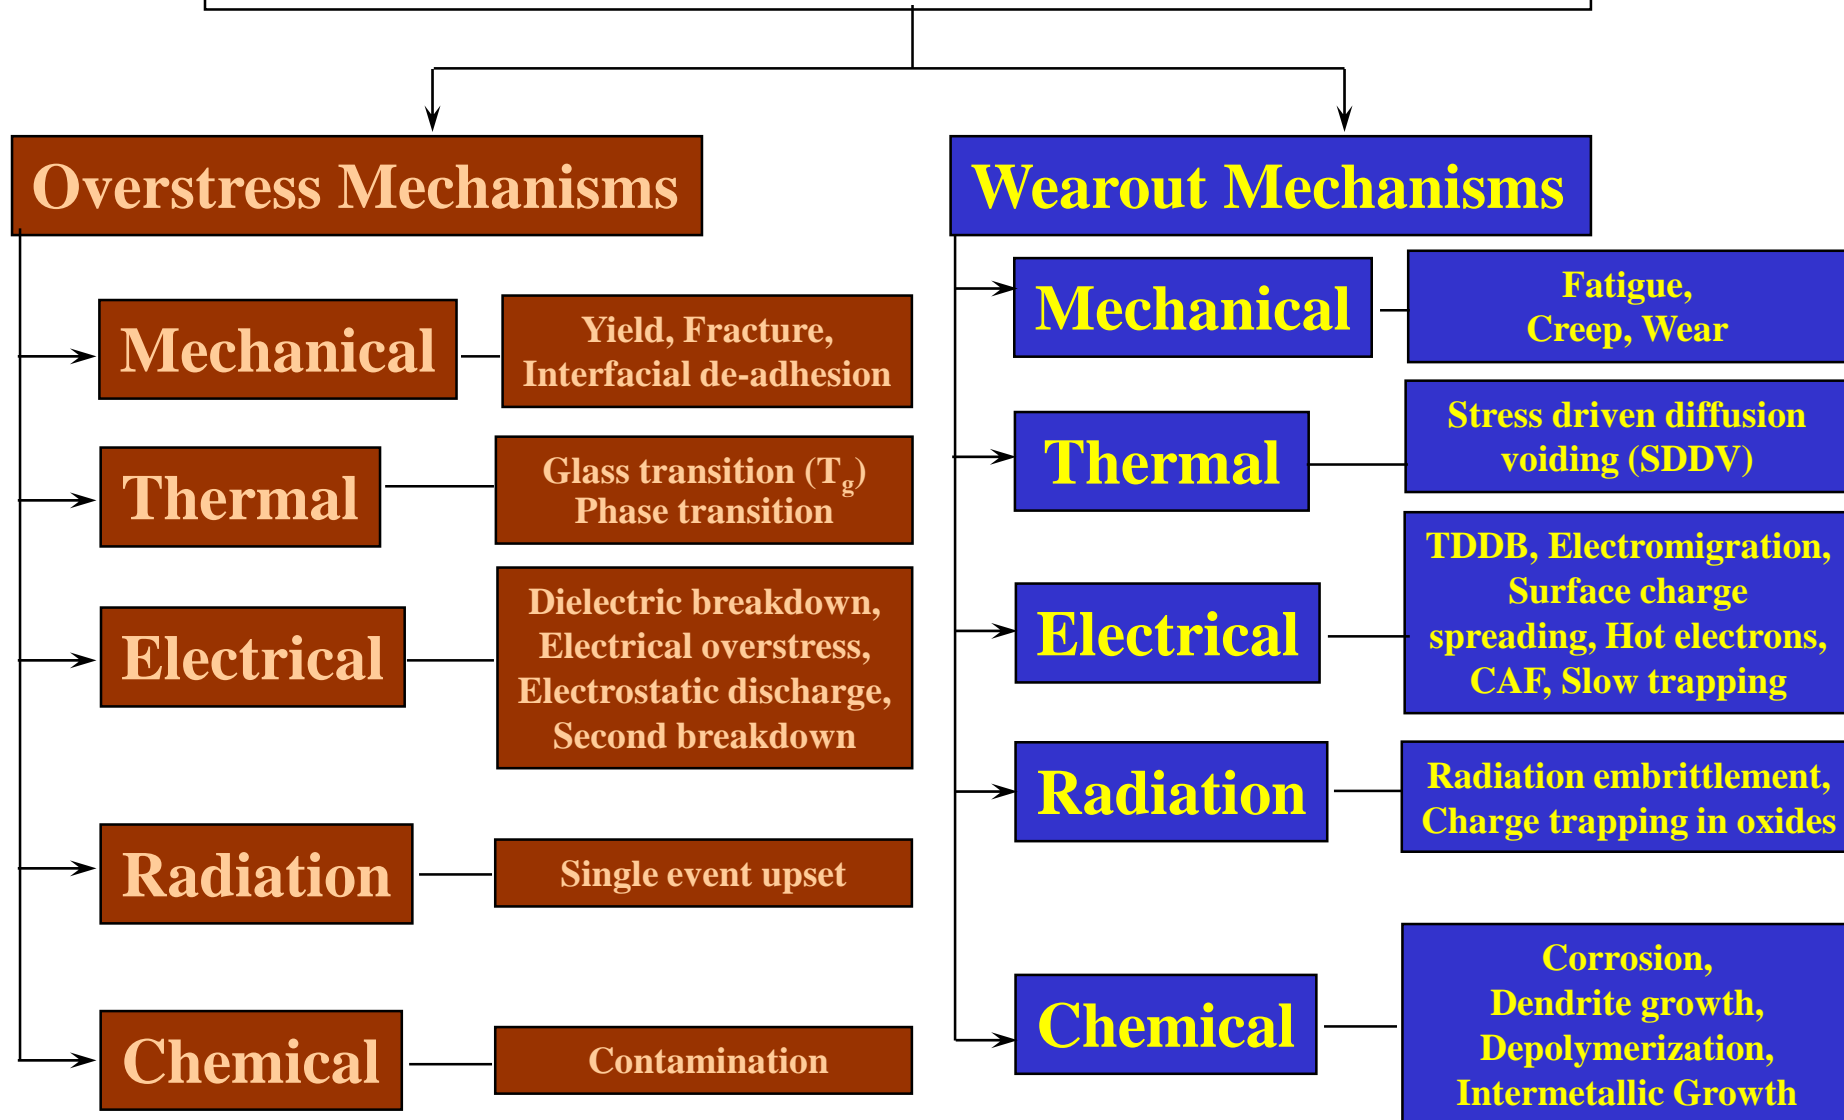 Overstress Mechanisms
Mechanical
Yield, Fracture,
Interfacial de-adhesion
Thermal
Glass transition (Tg)
Phase transition
Electrical
Dielectric breakdown,
Electrical overstress,
Electrostatic discharge,
Second breakdown
Radiation
Single event upset
Chemical
Contamination
Wearout Mechanisms
Mechanical
Fatigue,
Creep, Wear
Thermal
Stress driven diffusion
voiding (SDDV)
Electrical
TDDB, Electromigration,
Surface charge
spreading, Hot electrons,
CAF, Slow trapping
Radiation
Radiation embrittlement,
Charge trapping in oxides
Chemical
Corrosion,
Dendrite growth,
Depolymerization,
Intermetallic Growth